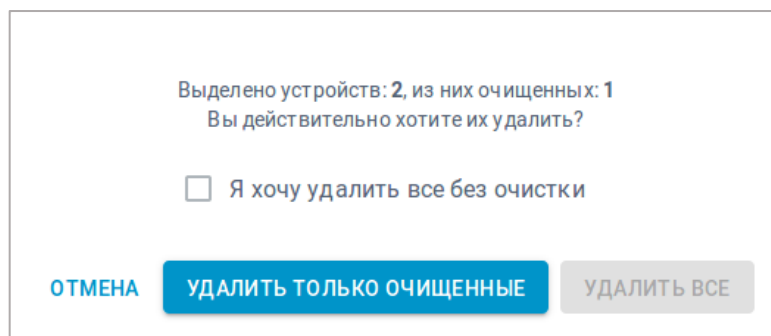 Выделено устройств: 2, из них очищенных: 1
Вы действительно хотите их удалить?
Я хочу удалить все без очистки
ОТМЕНА УДАЛИТЬ ТОЛЬКО ОЧИЩЕННЫЕ УДАЛИТЬ ВСЕ